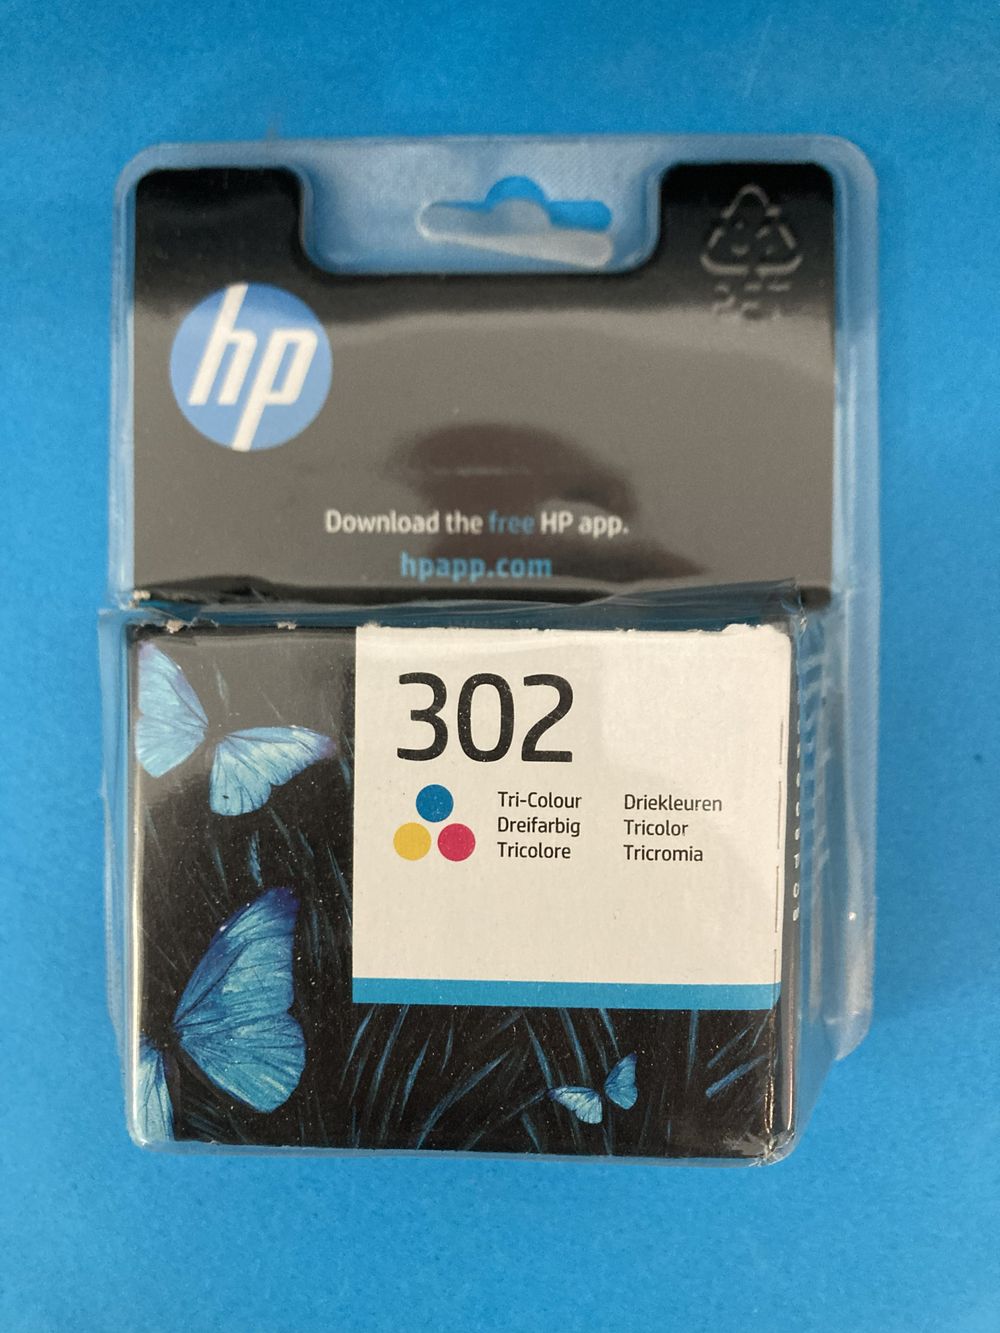 hp
Download the free HP app.
hpapp.com
302
Tri-Colour
Dreifarbig
Tricolore
Driekleuren
Tricolor
Tricromia